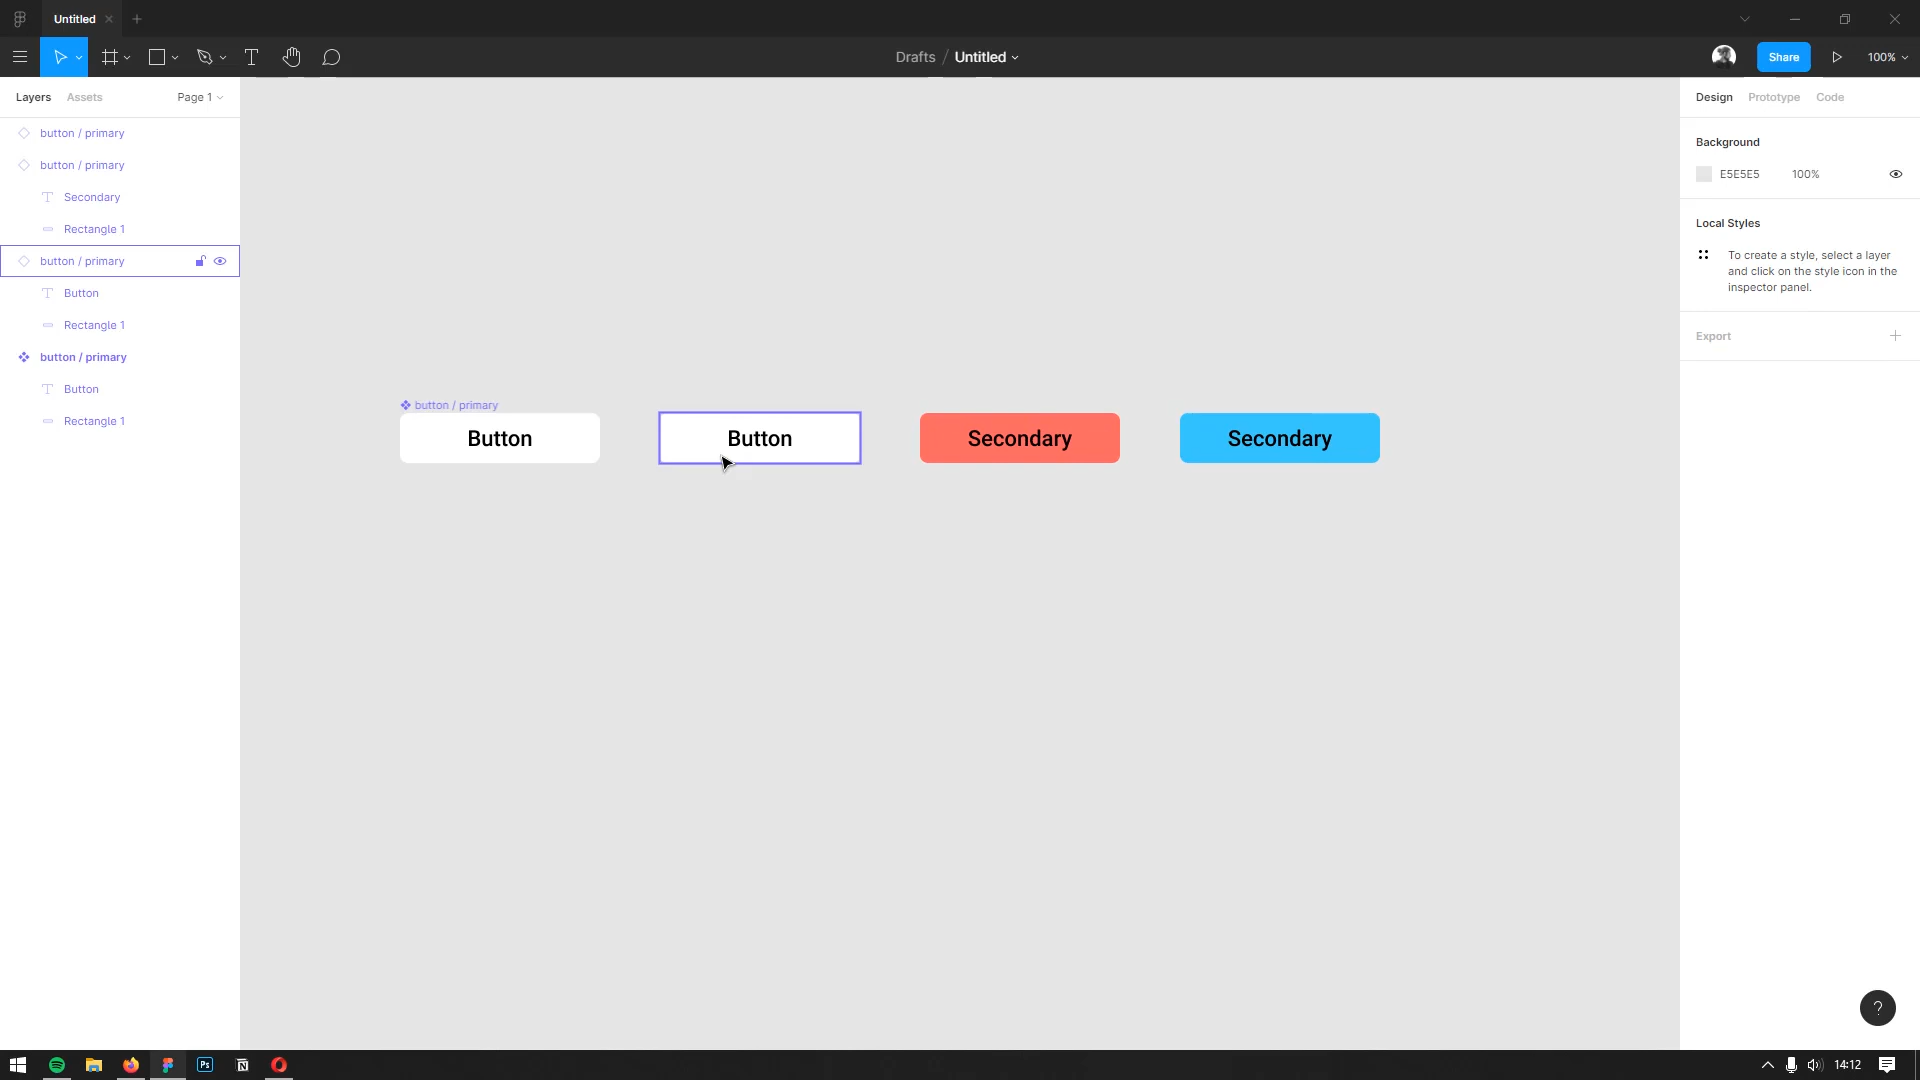 Untitled
Drafts / Untitled
Share
100%
Layers
Assets
Page 1
button / primary
button / primary
Secondary
Rectangle 1
button / primary
Button
Rectangle 1
button / primary
Button
Rectangle 1
button / primary
Button
Button
Secondary
Secondary
Design
Prototype
Code
Background
E5E5E5
100%
Local Styles
To create a style, select a layer
and click on the style icon in the
inspector panel.
Export
?
Ps
14:12